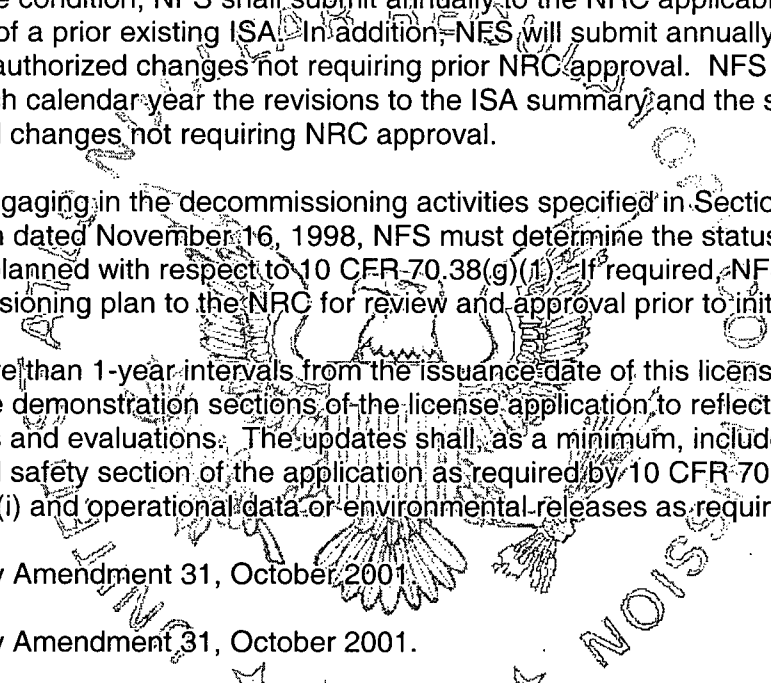 e condition, NFS shall submit annually to the NRC applicab
of a prior existing ISA. In addition, NFS will submit annually
authorized changes not requiring prior NRC approval. NFS
h calendar year the revisions to the ISA summary and the s
changes not requiring NRC approval.
gaging in the decommissioning activities specified in Sectio
dated November 16, 1998, NFS must determine the status
lanned with respect to 10 CFR 70.38(g)(1). If required, NF
sioning plan to the NRC for review and approval prior to init
re than 1-year intervals from the issuance date of this licens
e demonstration sections of the license application to reflect
s and evaluations. The updates shall, as a minimum, include
safety section of the application as required by 10 CFR 70
(i) and operational data or environmental releases as requir
y Amendment 31, October 2001.
y Amendment 31, October 2001.